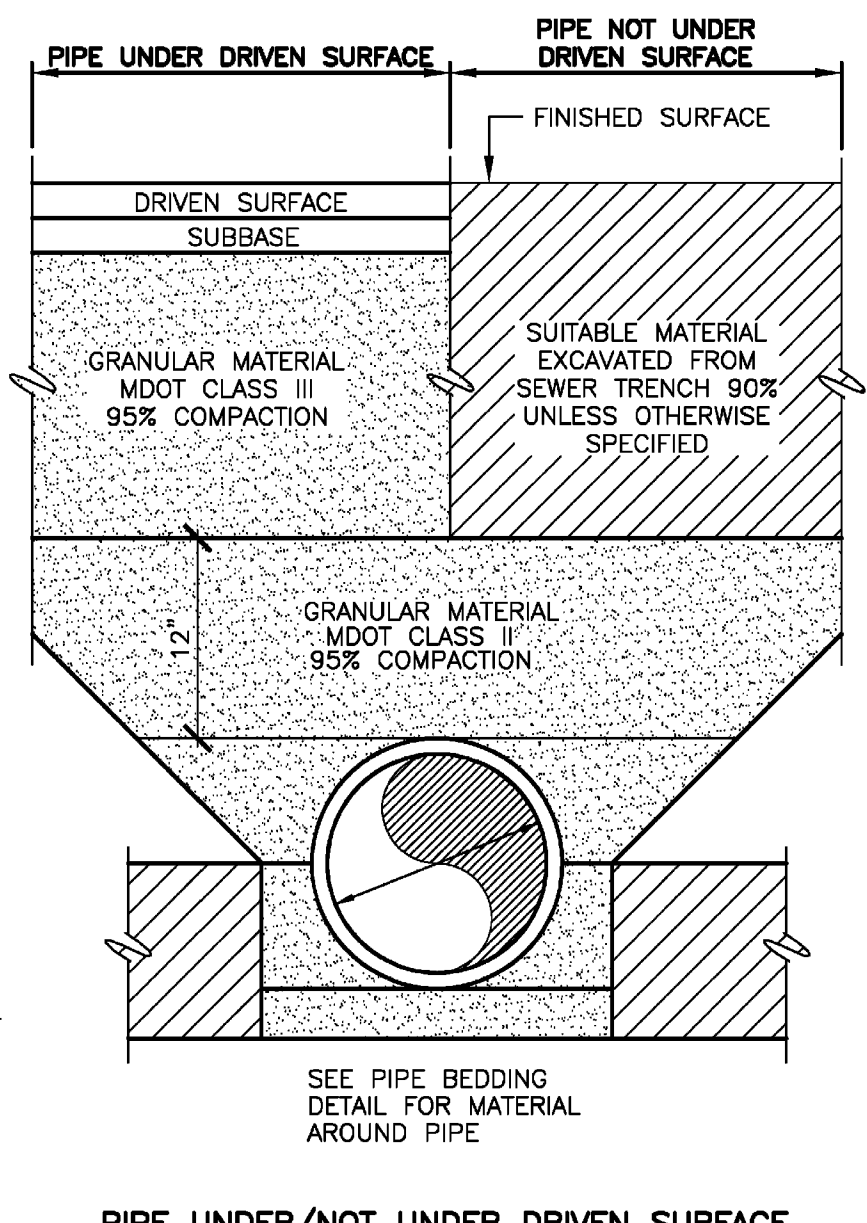 PIPE UNDER DRIVEN SURFACE
PIPE NOT UNDER
DRIVEN SURFACE
FINISHED SURFACE
DRIVEN SURFACE
SUBBASE
GRANULAR MATERIAL
MDOT CLASS III
95% COMPACTION
SUITABLE MATERIAL
EXCAVATED FROM
SEWER TRENCH 90%
UNLESS OTHERWISE
SPECIFIED
12"
GRANULAR MATERIAL
MDOT CLASS II
95% COMPACTION
SEE PIPE BEDDING
DETAIL FOR MATERIAL
AROUND PIPE
PIPE UNDER/NOT UNDER DRIVEN SURFACE